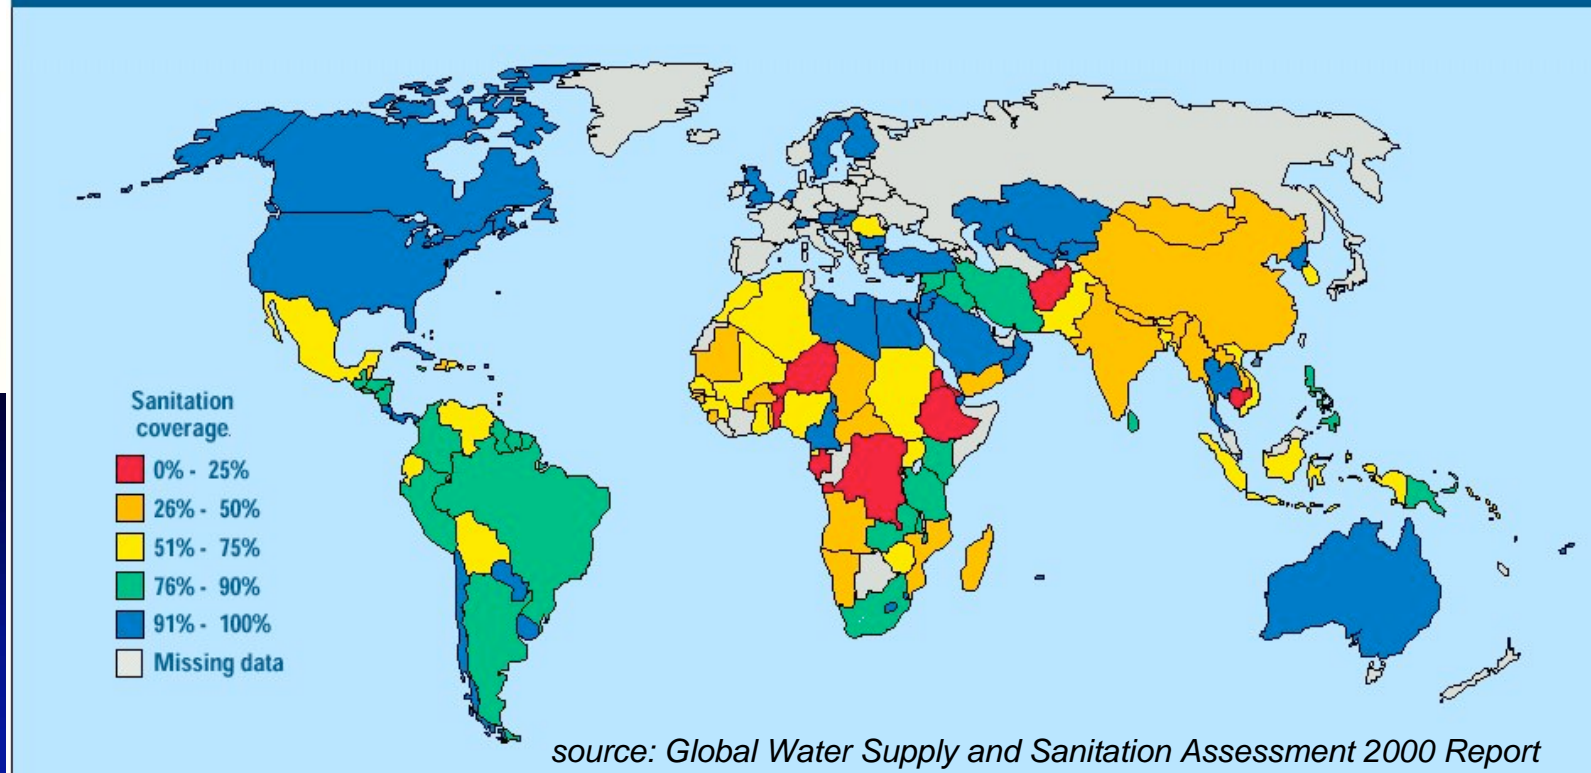 Sanitation
coverage.
0% - 25%
26% - 50%
51% - 75%
76% - 90%
91% - 100%
Missing data
source: Global Water Supply and Sanitation Assessment 2000 Report